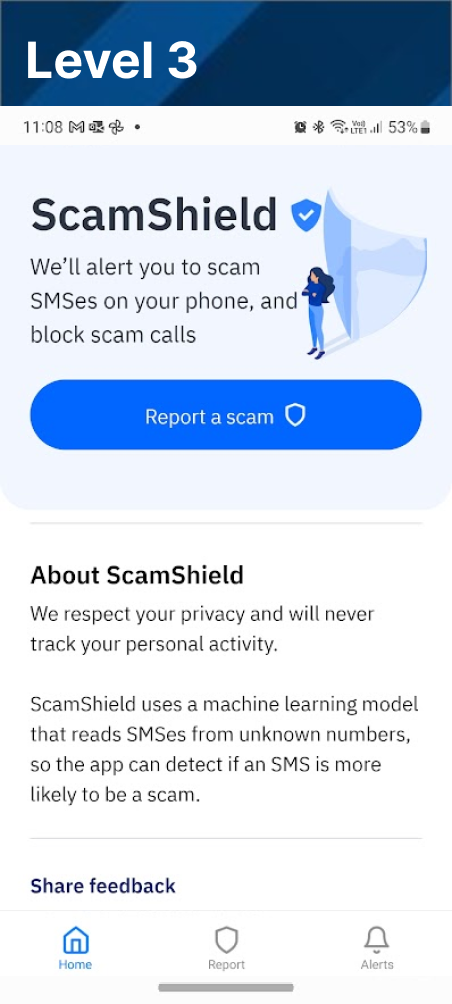 Level 3
11:08 53%
ScamShield
We’ll alert you to scam
SMSes on your phone, and
block scam calls
Report a scam
About ScamShield
We respect your privacy and will never
track your personal activity.
ScamShield uses a machine learning model
that reads SMSes from unknown numbers,
so the app can detect if an SMS is more
likely to be a scam.
Share feedback
Home Report Alerts